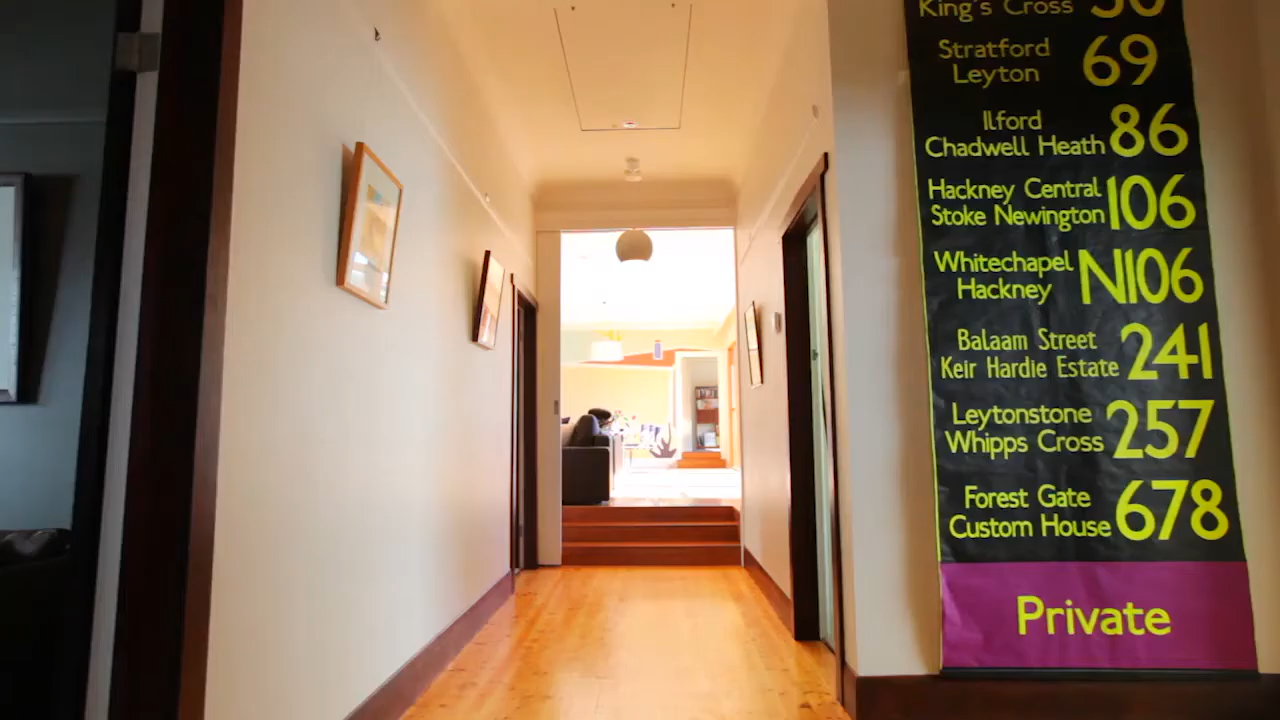 King's Cross 30
Stratford
Leyton 69
Ilford
Chadwell Heath 86
Hackney Central
Stoke Newington 106
Whitechapel
Hackney N106
Balaam Street
Keir Hardie Estate 241
Leytonstone
Whipps Cross 257
Forest Gate
Custom House 678
Private